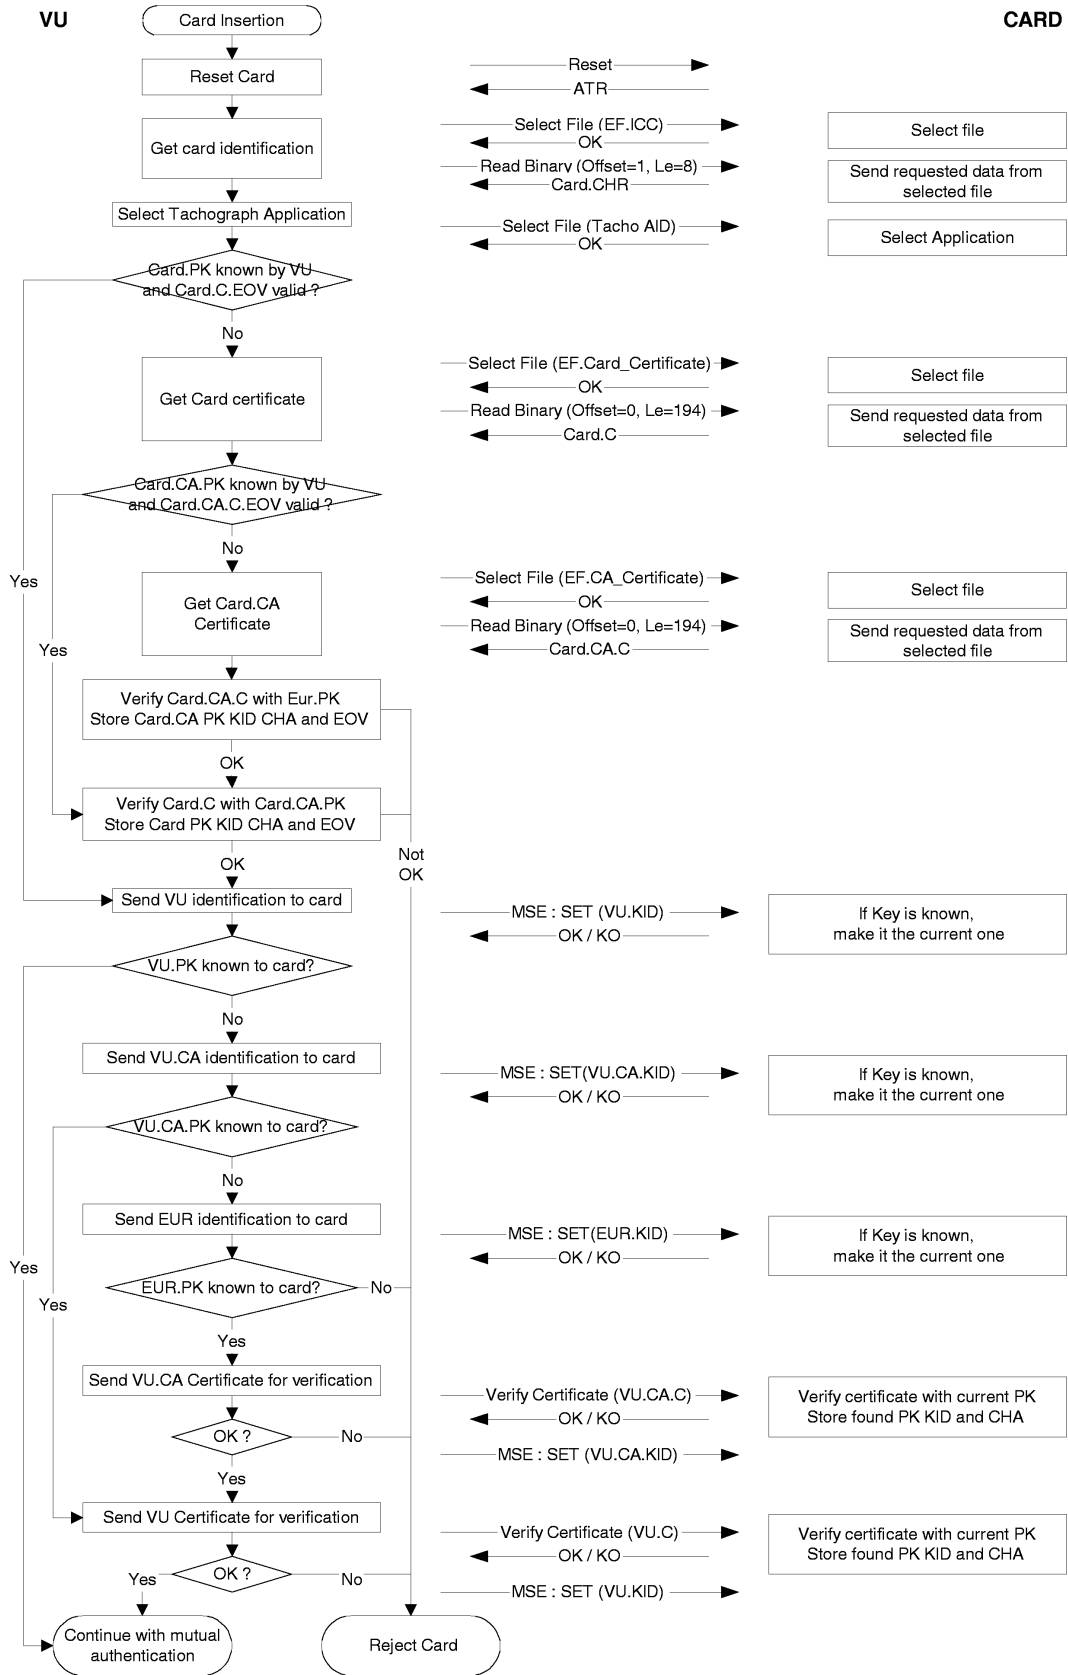 VU
CARD
Card Insertion
Reset Card
Reset
ATR
Get card identification
Select File (EF.ICC)
OK
Select file
Read Binary (Offset=1, Le=8)
Card.CHR
Send requested data from
selected file
Select Tachograph Application
Select File (Tacho AID)
OK
Select Application
Card.PK known by VU
and Card.C.EOV valid ?
No
Get Card certificate
Select File (EF.Card_Certificate)
OK
Select file
Read Binary (Offset=0, Le=194)
Card.C
Send requested data from
selected file
Card.CA.PK known by VU
and Card.CA.C.EOV valid ?
No
Yes
Get Card.CA
Certificate
Select File (EF.CA_Certificate)
OK
Select file
Read Binary (Offset=0, Le=194)
Card.CA.C
Send requested data from
selected file
Yes
Verify Card.CA.C with Eur.PK
Store Card.CA PK KID CHA and EOV
OK
Verify Card.C with Card.CA.PK
Store Card PK KID CHA and EOV
Not
OK
OK
Send VU identification to card
MSE : SET (VU.KID)
OK / KO
If Key is known,
make it the current one
VU.PK known to card?
No
Send VU.CA identification to card
MSE : SET(VU.CA.KID)
OK / KO
If Key is known,
make it the current one
VU.CA.PK known to card?
No
Send EUR identification to card
MSE : SET(EUR.KID)
OK / KO
If Key is known,
make it the current one
Yes
EUR.PK known to card?
No
Yes
Yes
Send VU.CA Certificate for verification
Verify Certificate (VU.CA.C)
OK / KO
Verify certificate with current PK
Store found PK KID and CHA
OK ?
No
MSE : SET (VU.CA.KID)
Yes
Send VU Certificate for verification
Verify Certificate (VU.C)
OK / KO
Verify certificate with current PK
Store found PK KID and CHA
OK ?
Yes
No
MSE : SET (VU.KID)
Continue with mutual
authentication
Reject Card